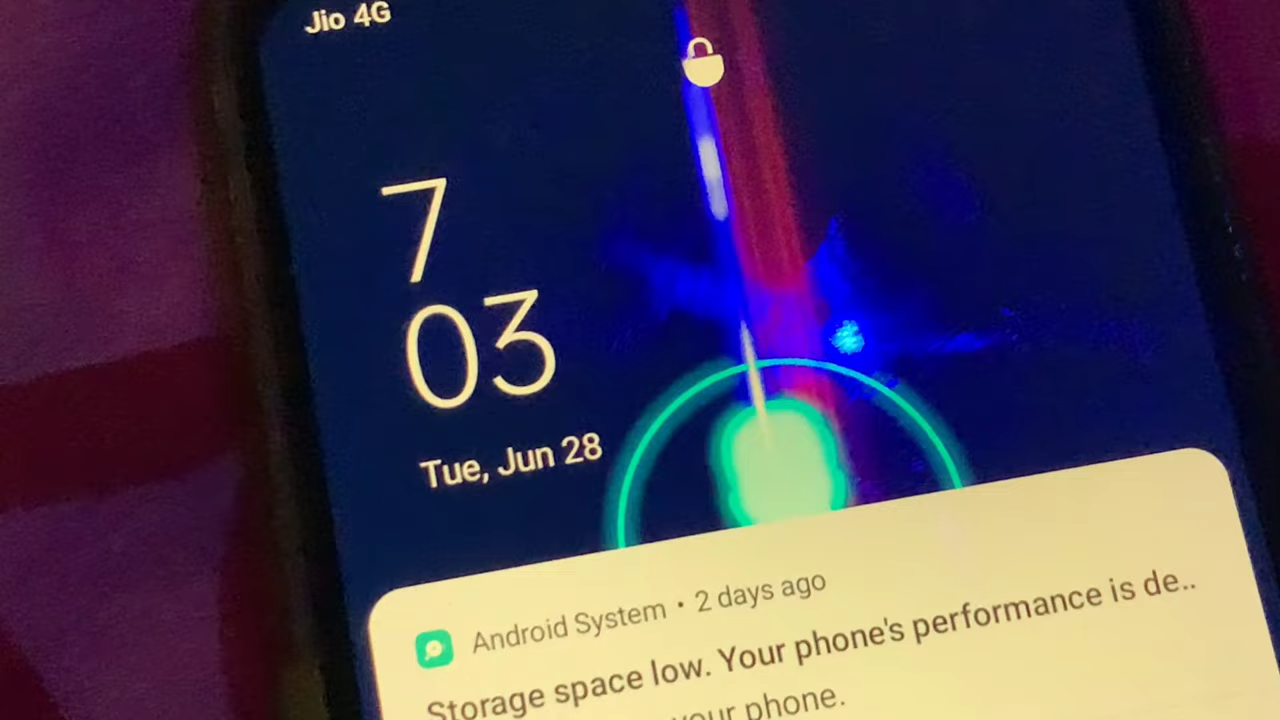 Jio 4G
7
03
Tue, Jun 28
Android System • 2 days ago
Storage space low. Your phone's performance is de..
your phone.